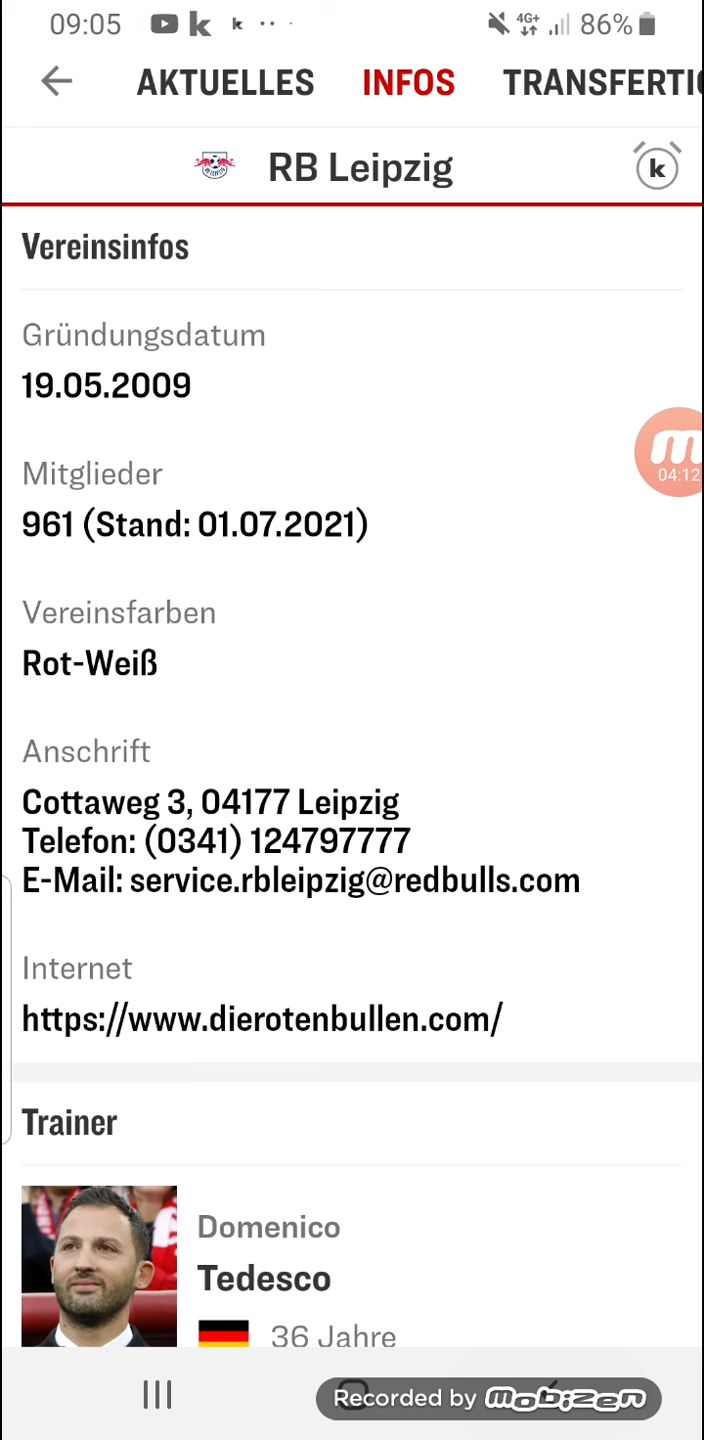 09:05 k k 4G+ 86%
AKTUELLES INFOS TRANSFERTI
RB Leipzig k
Vereinsinfos
Gründungsdatum
19.05.2009
m
04:12
Mitglieder
961 (Stand: 01.07.2021)
Vereinsfarben
Rot-Weiß
Anschrift
Cottaweg 3, 04177 Leipzig
Telefon: (0341) 124797777
E-Mail: service.rbleipzig@redbulls.com
Internet
https://www.dierotenbullen.com/
Trainer
Domenico
Tedesco
36 Jahre
Recorded by mobizen